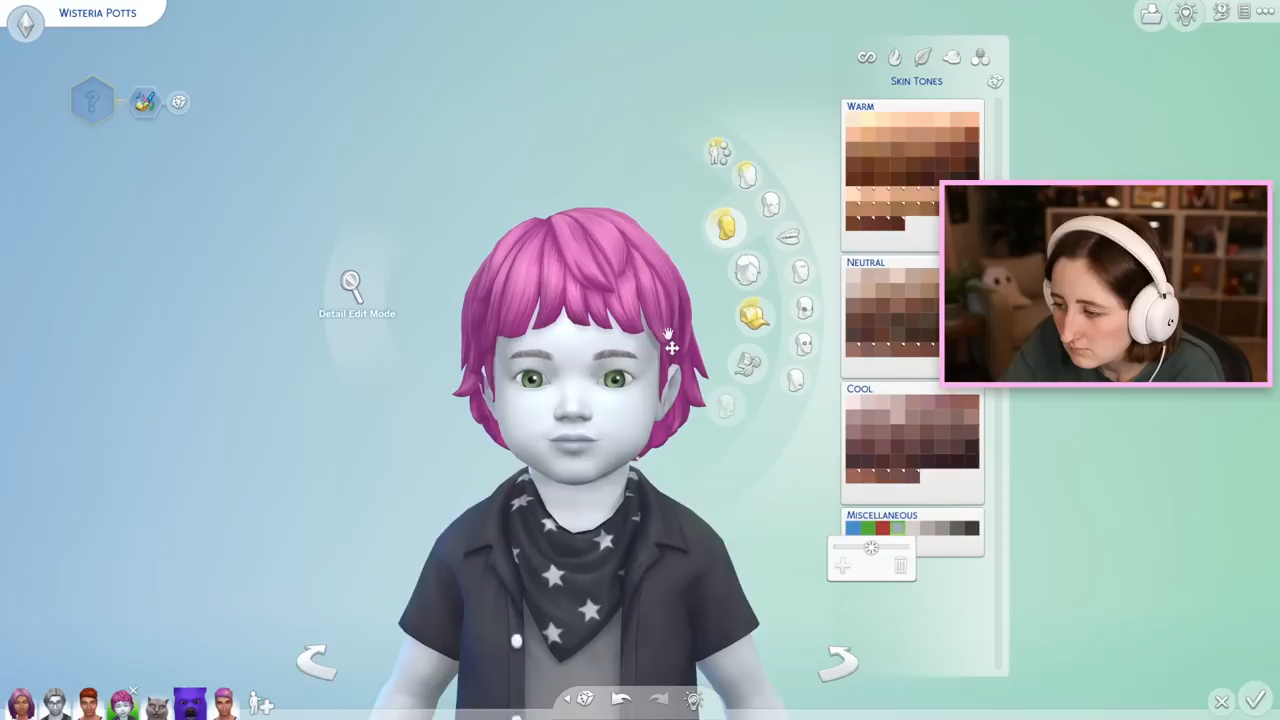 Wisteria Potts
Skin Tones
Warm
Detail Edit Mode
Neutral
Cool
Miscellaneous